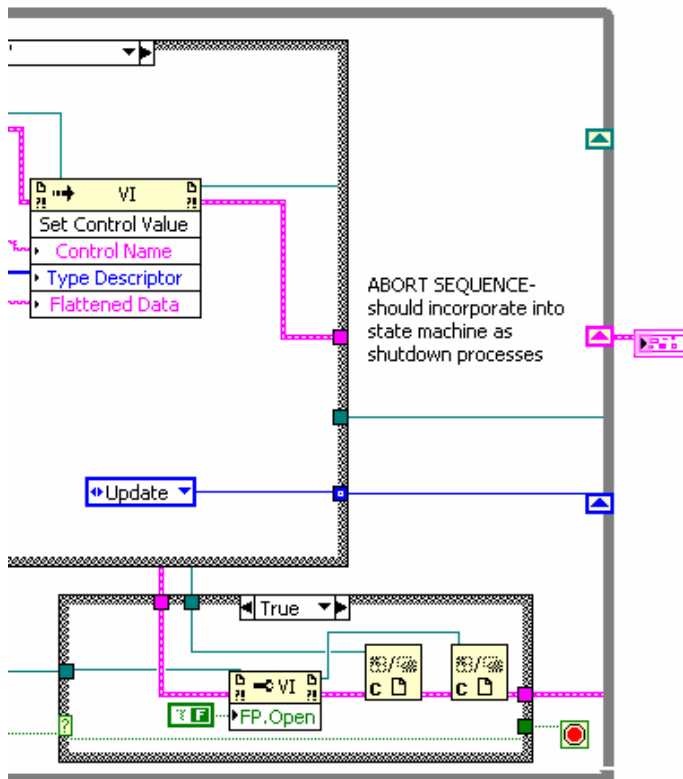 VI
Set Control Value
Control Name
Type Descriptor
Flattened Data
ABORT SEQUENCE-
should incorporate into
state machine as
shutdown processes
Update
True
?! VI ?!
FP.Open
F
C
C
?